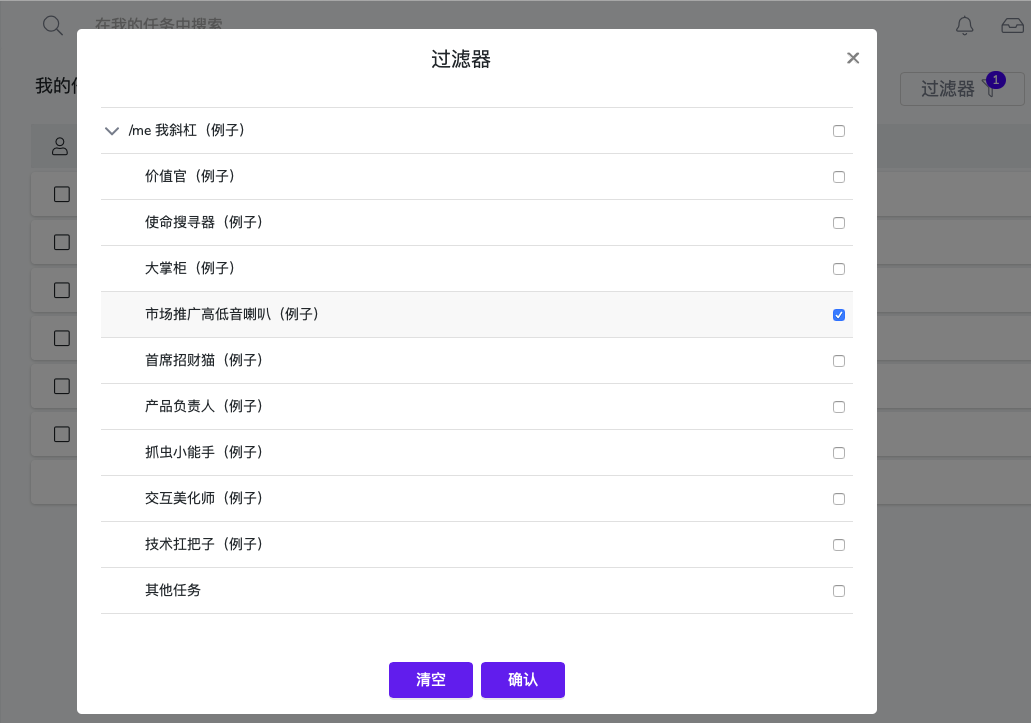 在我的任务中搜索
过滤器
我的
过滤器 1
/me 我斜杠（例子）
价值官（例子）
使命搜寻器（例子）
大掌柜（例子）
市场推广高低音喇叭（例子）
首席招财猫（例子）
产品负责人（例子）
抓虫小能手（例子）
交互美化师（例子）
技术扛把子（例子）
其他任务
清空 确认